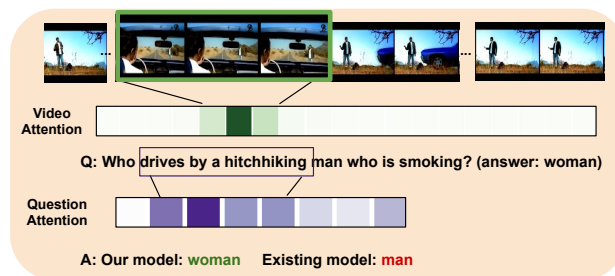 ... ...
Video
Attention
Q: Who drives by a hitchhiking man who is smoking? (answer: woman)
Question
Attention
A: Our model: woman Existing model: man